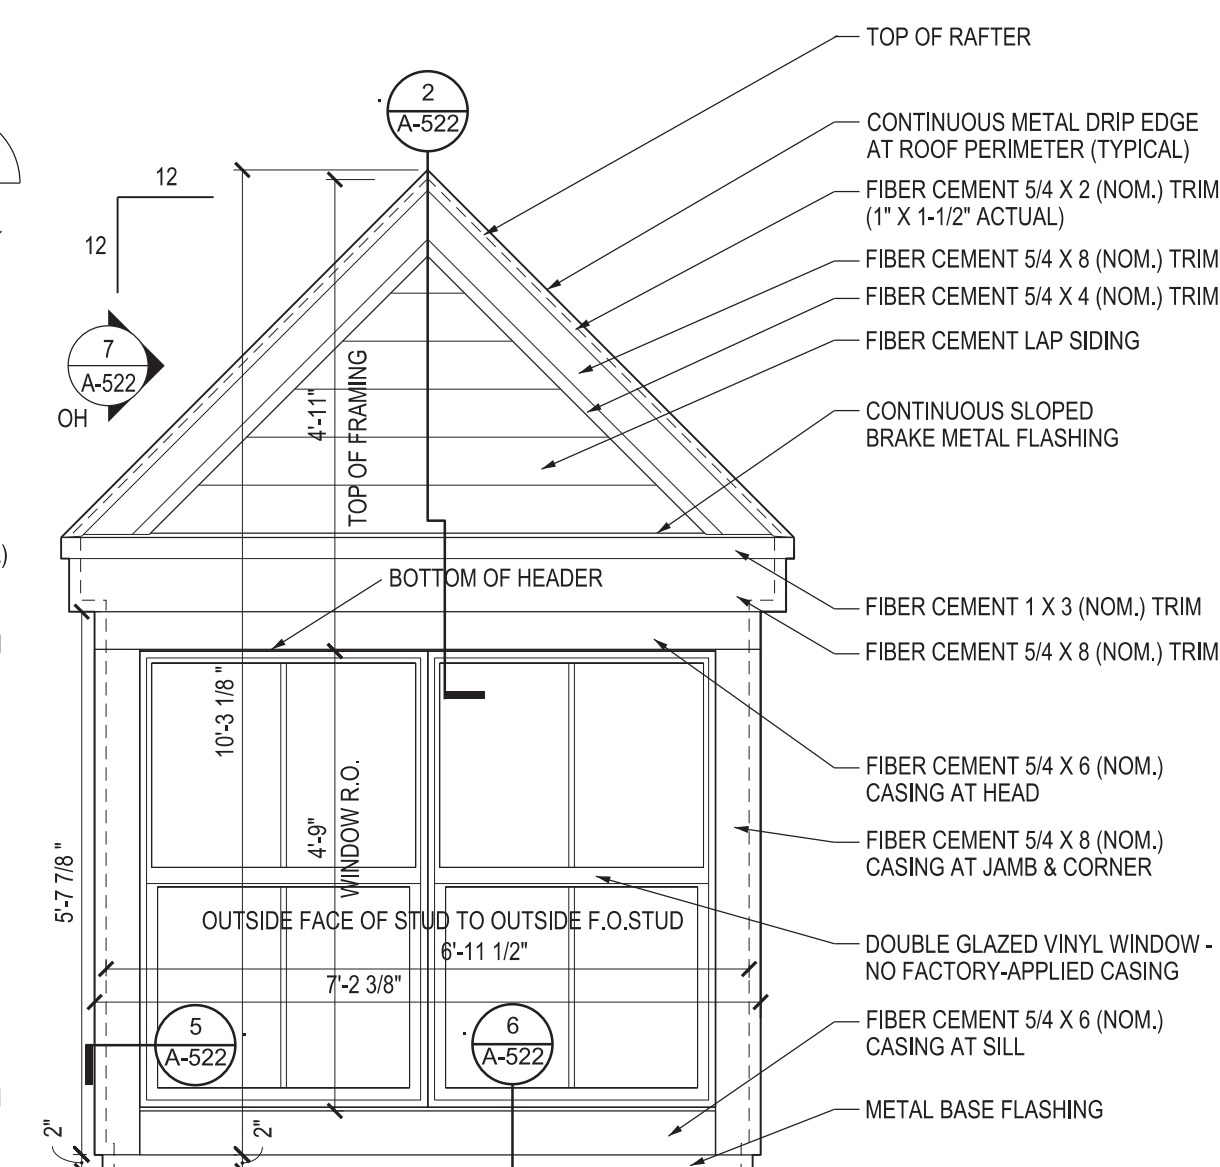 TOP OF RAFTER
2
A-522
CONTINUOUS METAL DRIP EDGE
AT ROOF PERIMETER (TYPICAL)
12
FIBER CEMENT 5/4 X 2 (NOM.) TRIM
(1" X 1-1/2" ACTUAL)
12
FIBER CEMENT 5/4 X 8 (NOM.) TRIM
FIBER CEMENT 5/4 X 4 (NOM.) TRIM
FIBER CEMENT LAP SIDING
7
A-522
OH
4'-11"
TOP OF FRAMING
CONTINUOUS SLOPED
BRAKE METAL FLASHING
)
BOTTOM OF HEADER
FIBER CEMENT 1 X 3 (NOM.) TRIM
FIBER CEMENT 5/4 X 8 (NOM.) TRIM
10'-3 1/8 "
FIBER CEMENT 5/4 X 6 (NOM.)
CASING AT HEAD
4'-9"
WINDOW R.O.
FIBER CEMENT 5/4 X 8 (NOM.)
CASING AT JAMB & CORNER
5'-7 7/8 "
OUTSIDE FACE OF STUD TO OUTSIDE F.O.STUD
6'-11 1/2"
DOUBLE GLAZED VINYL WINDOW -
NO FACTORY-APPLIED CASING
7'-2 3/8"
5
A-522
6
A-522
FIBER CEMENT 5/4 X 6 (NOM.)
CASING AT SILL
METAL BASE FLASHING
2"
2"